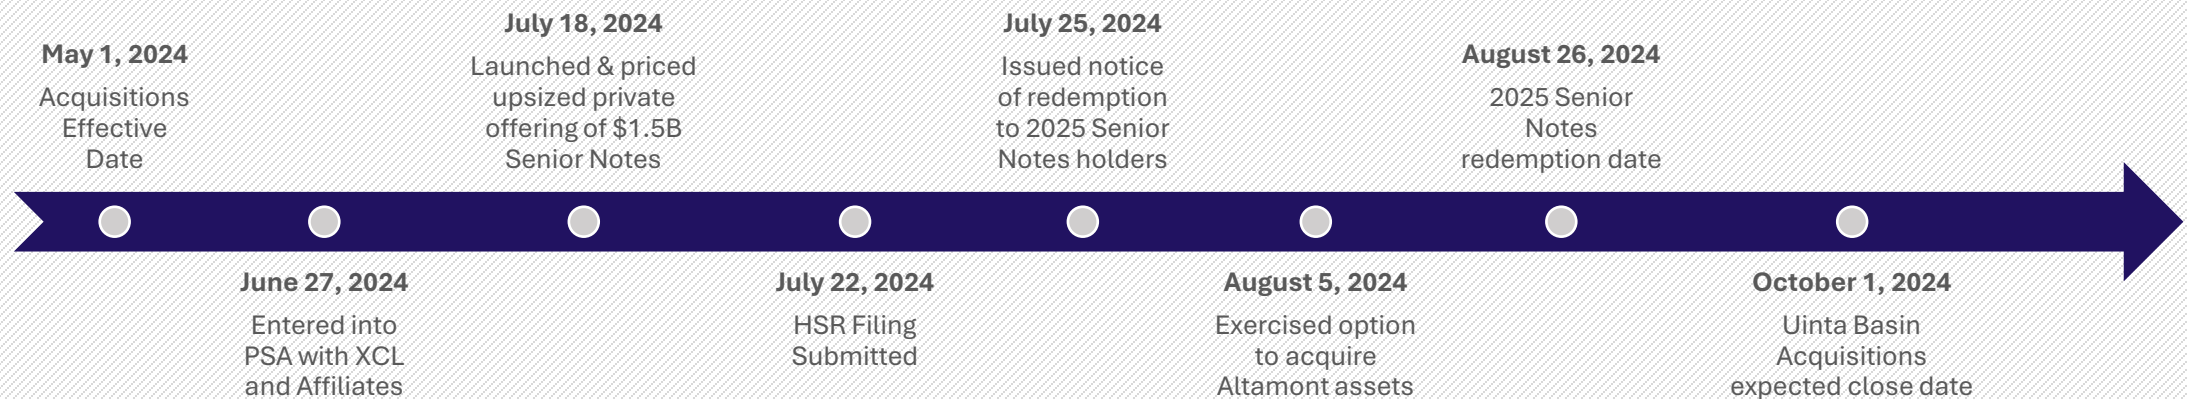 May 1, 2024
Acquisitions
Effective
Date
June 27, 2024
Entered into
PSA with XCL
and Affiliates
July 18, 2024
Launched & priced
upsized private
offering of $1.5B
Senior Notes
July 22, 2024
HSR Filing
Submitted
July 25, 2024
Issued notice
of redemption
to 2025 Senior
Notes holders
August 5, 2024
Exercised option
to acquire
Altamont assets
August 26, 2024
2025 Senior
Notes
redemption date
October 1, 2024
Uinta Basin
Acquisitions
expected close date